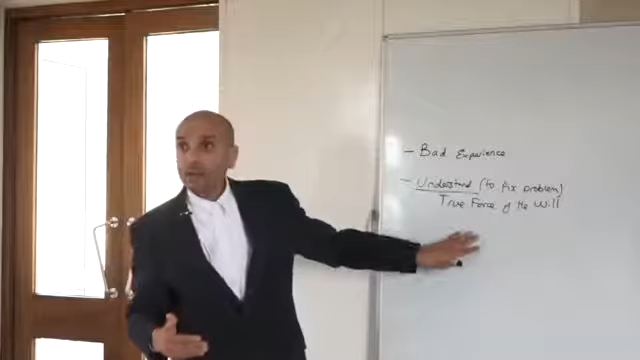 - Bad Experience
- Understand (to fix problem)
True Force of the Will